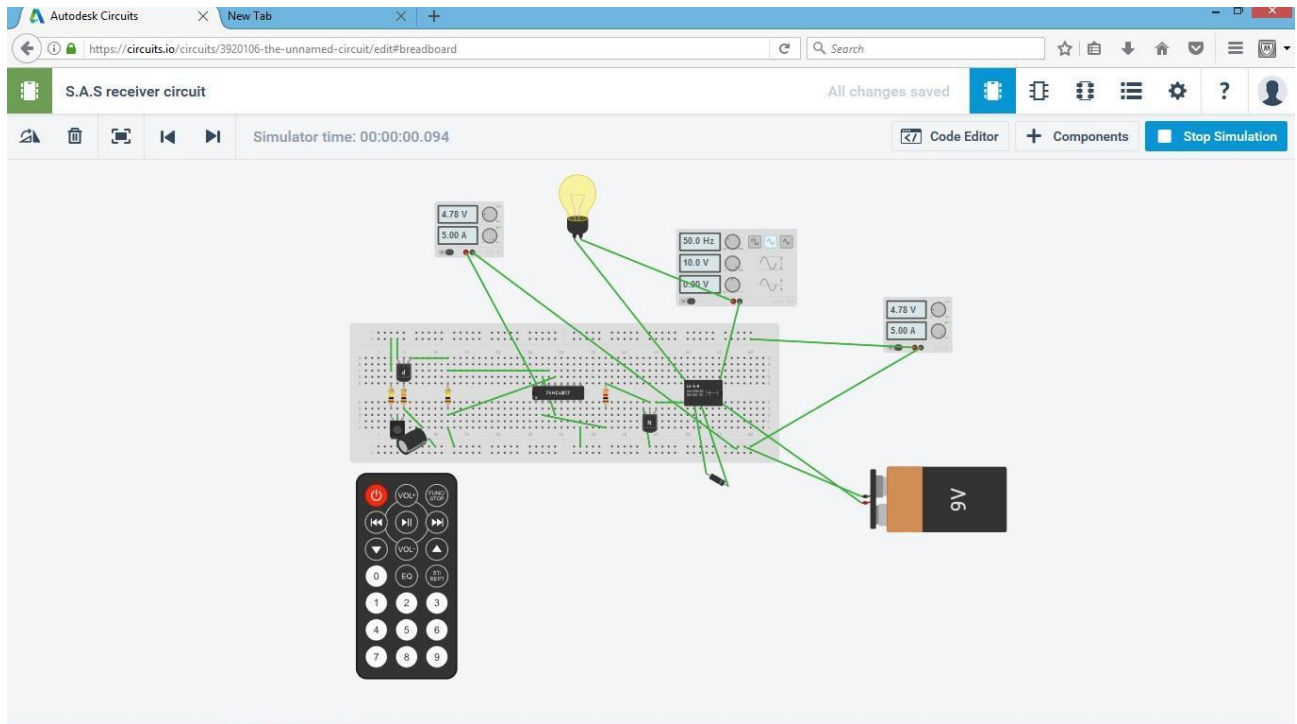 Autodesk Circuits
New Tab
https://circuits.io/circuits/3920106-the-unnamed-circuit/edit#breadboard
Search
S.A.S receiver circuit
All changes saved
Simulator time: 00:00:00.094
Code Editor
Components
Stop Simulation
4.78 V
5.00 A
50.0 Hz
10.0 V
0.00 V
4.78 V
5.00 A
N
9V
VOL+
FUNC/
STOP
VOL-
0
EQ
ST/
REPT
1
2
3
4
5
6
7
8
9